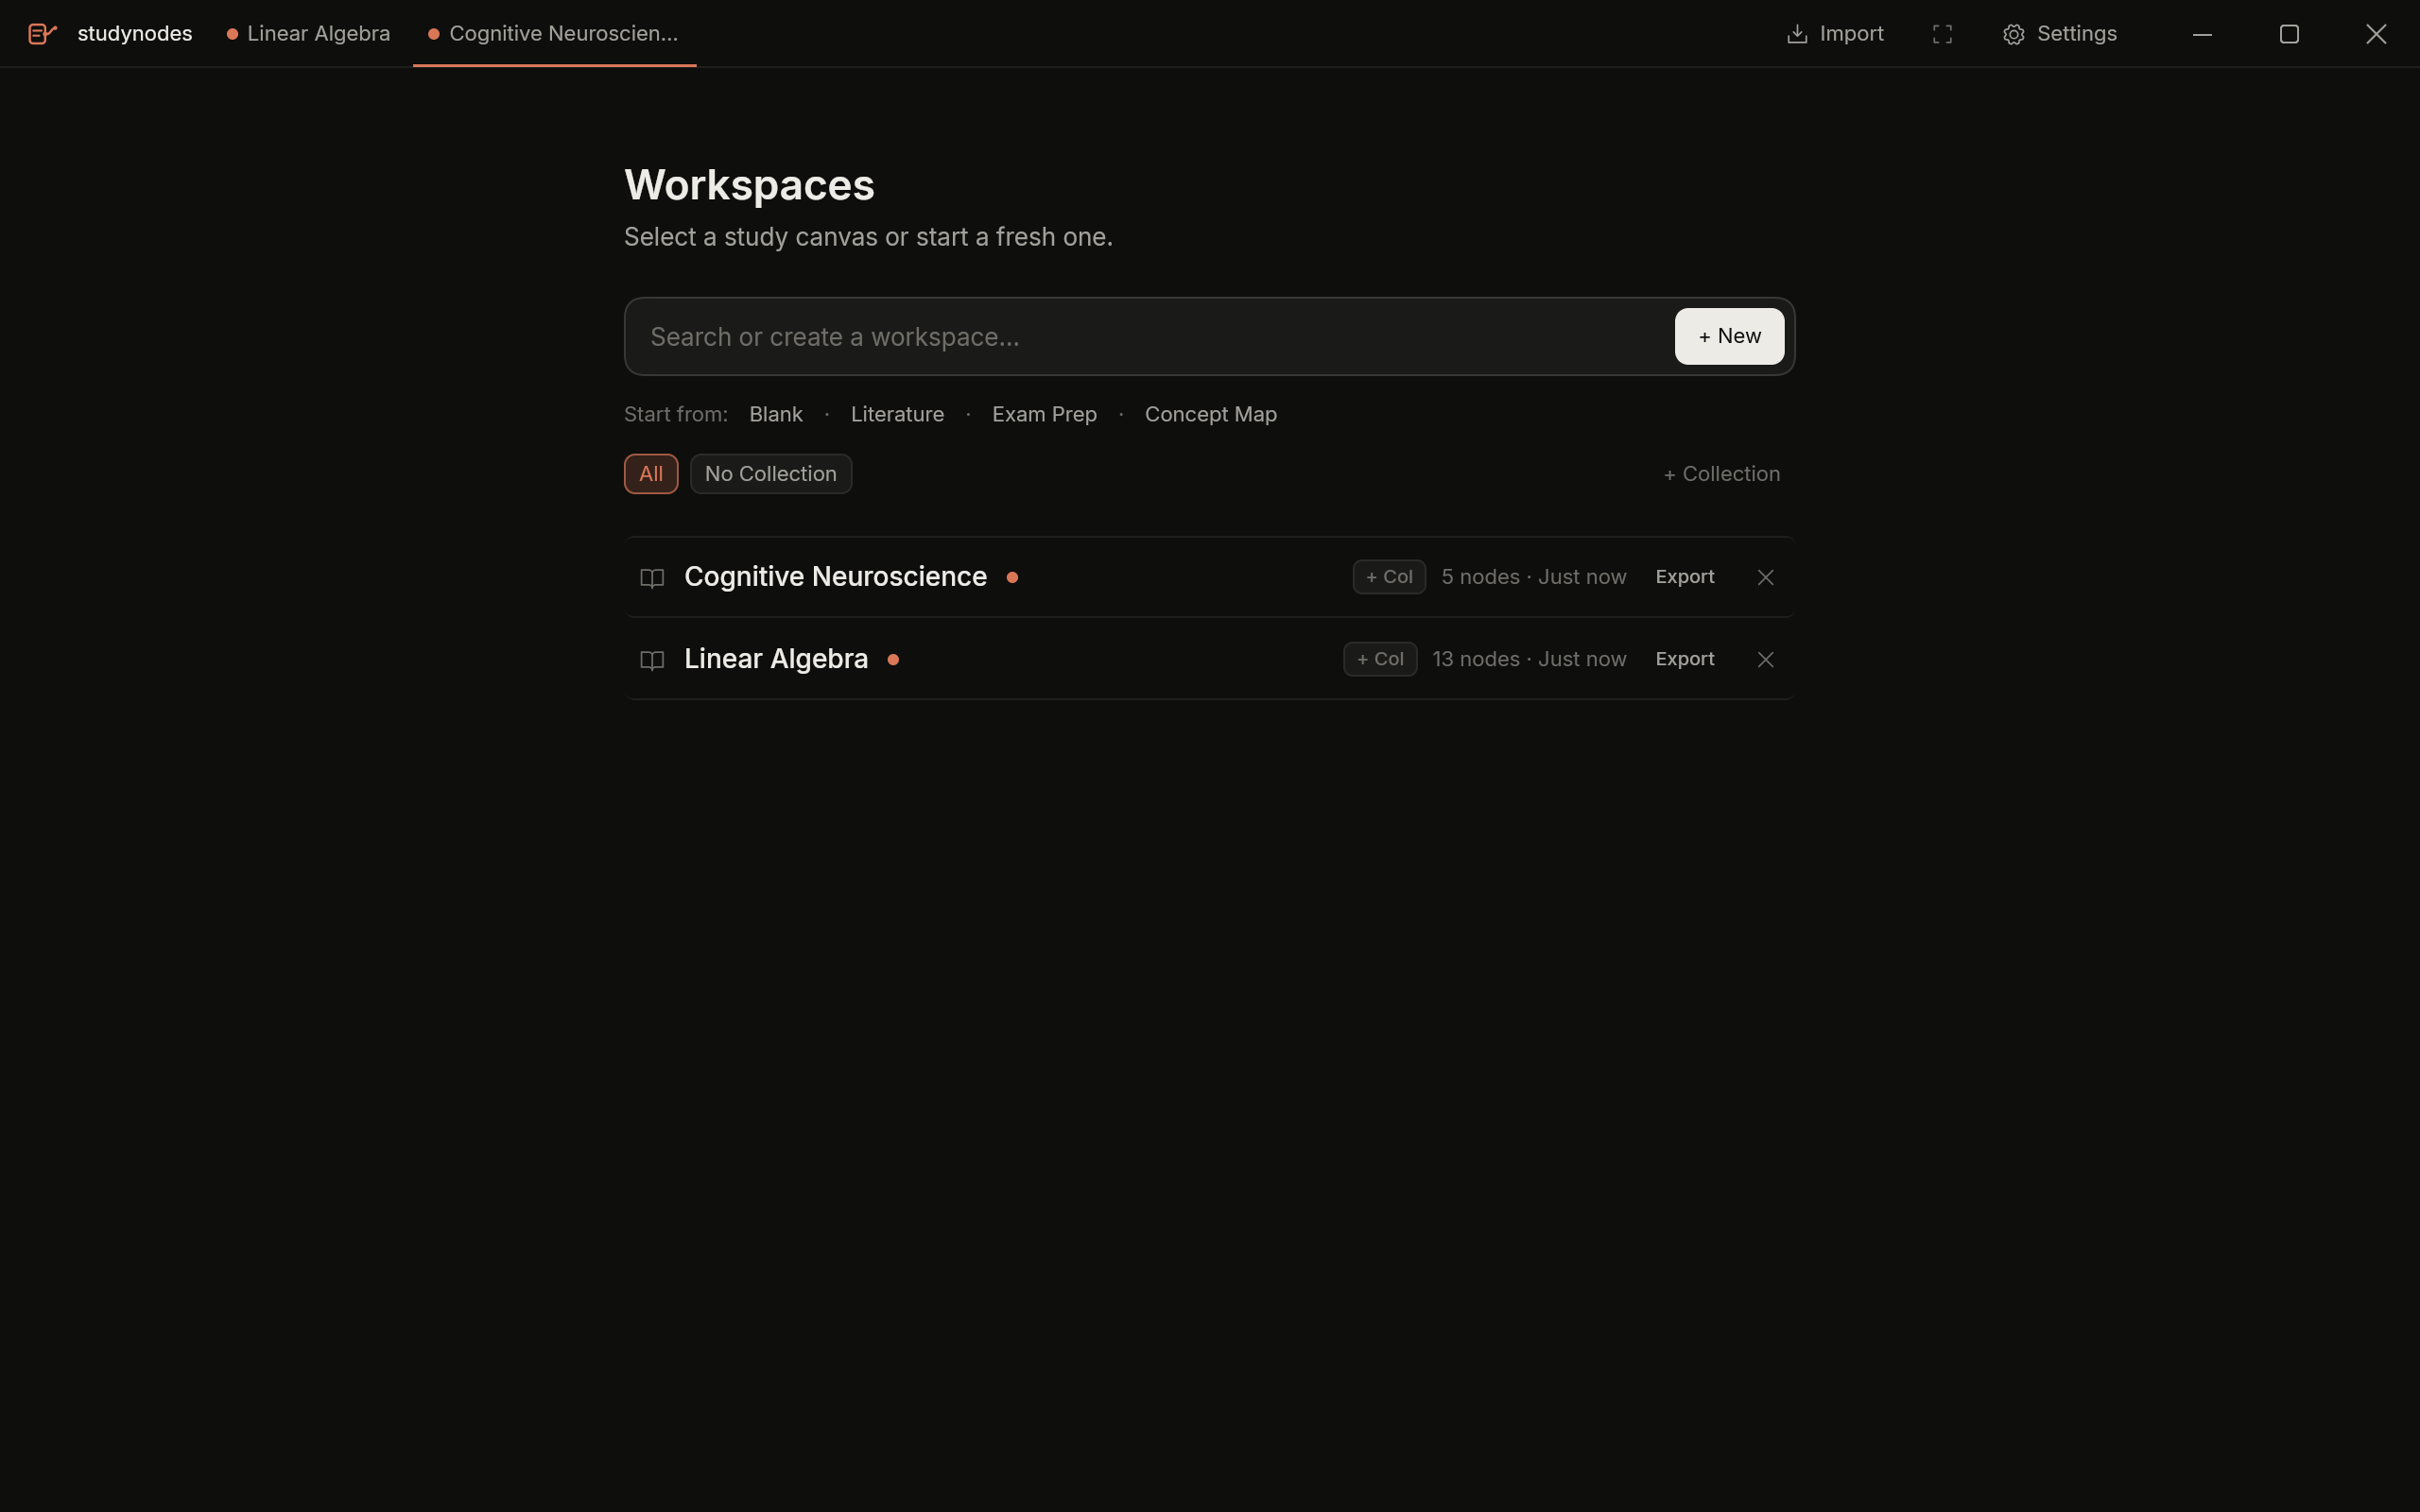 studynodes Linear Algebra Cognitive Neuroscien... Import Settings
Workspaces
Select a study canvas or start a fresh one.
Search or create a workspace... + New
Start from: Blank · Literature · Exam Prep · Concept Map
All No Collection + Collection
Cognitive Neuroscience + Col 5 nodes · Just now Export
Linear Algebra + Col 13 nodes · Just now Export